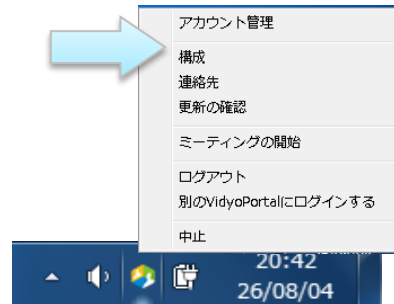 アカウント管理
構成
連絡先
更新の確認
ミーティングの開始
ログアウト
別のVidyoPortalにログインする
中止
20:42
26/08/04